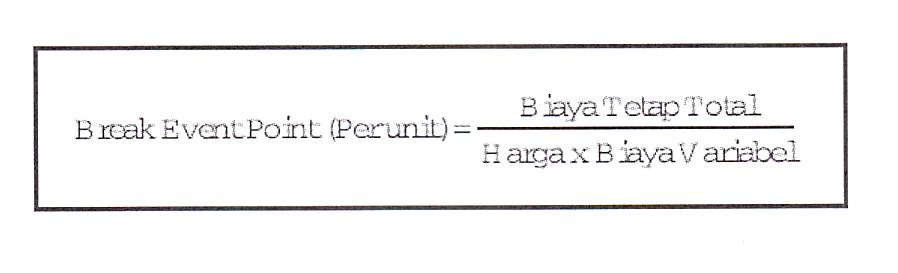 Break Event Point (Perunit) =
Biaya Tetap Total
Harga x Biaya Variabel